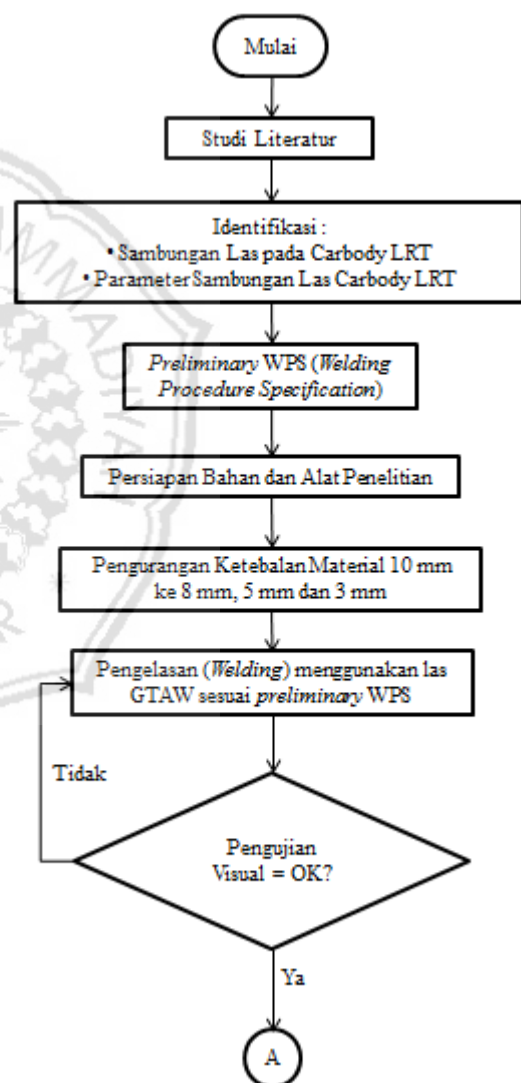 Mulai
Studi Literatur
Identifikasi :
• Sambungan Las pada Carbody LRT
• Parameter Sambungan Las Carbody LRT
Preliminary WPS (Welding
Procedure Specification)
Persiapan Bahan dan Alat Penelitian
Pengurangan Ketebalan Material 10 mm
ke 8 mm, 5 mm dan 3 mm
Pengelasan (Welding) menggunakan las
GTAW sesuai preliminary WPS
Tidak
Pengujian
Visual = OK?
Ya
A